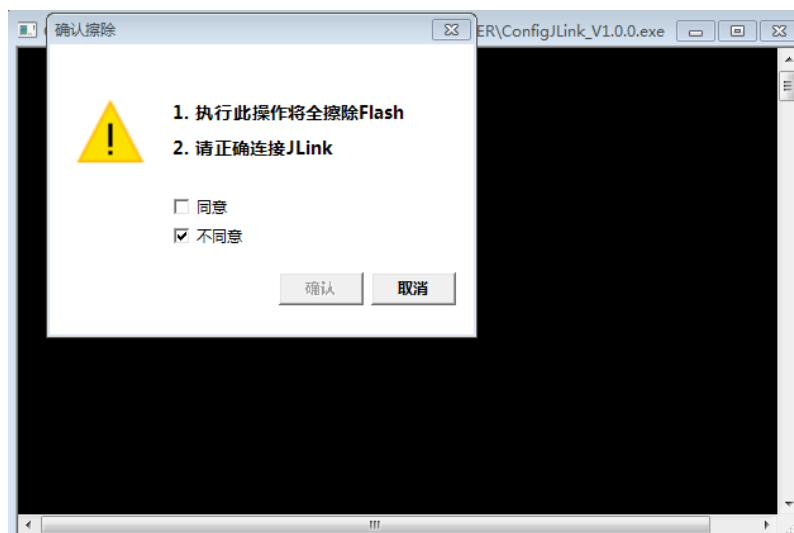 确认擦除
ER\ConfigJLink_V1.0.0.exe
1. 执行此操作将全擦除Flash
2. 请正确连接JLink
同意
不同意
确认
取消